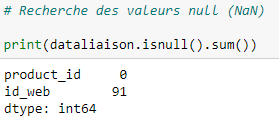 # Recherche des valeurs null (NaN)
print(dataliaison.isnull().sum())
product_id 0
id_web 91
dtype: int64